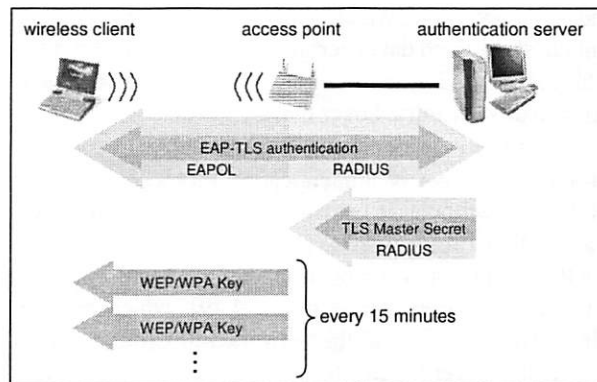 wireless client
access point
authentication server
EAP-TLS authentication
EAPOL
RADIUS
TLS Master Secret
RADIUS
WEP/WPA Key
WEP/WPA Key
every 15 minutes